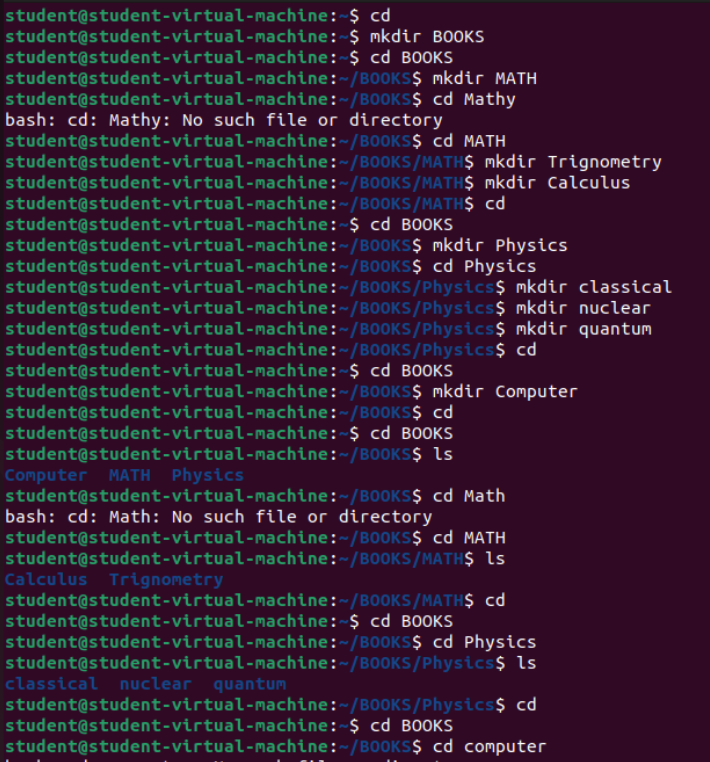 student@student-virtual-machine:~$ cd
student@student-virtual-machine:~$ mkdir BOOKS
student@student-virtual-machine:~$ cd BOOKS
student@student-virtual-machine:~/BOOKS$ mkdir MATH
student@student-virtual-machine:~/BOOKS$ cd Mathy
bash: cd: Mathy: No such file or directory
student@student-virtual-machine:~/BOOKS$ cd MATH
student@student-virtual-machine:~/BOOKS/MATH$ mkdir Trignometry
student@student-virtual-machine:~/BOOKS/MATH$ mkdir Calculus
student@student-virtual-machine:~/BOOKS/MATH$ cd
student@student-virtual-machine:~$ cd BOOKS
student@student-virtual-machine:~/BOOKS$ mkdir Physics
student@student-virtual-machine:~/BOOKS$ cd Physics
student@student-virtual-machine:~/BOOKS/Physics$ mkdir classical
student@student-virtual-machine:~/BOOKS/Physics$ mkdir nuclear
student@student-virtual-machine:~/BOOKS/Physics$ mkdir quantum
student@student-virtual-machine:~/BOOKS/Physics$ cd
student@student-virtual-machine:~$ cd BOOKS
student@student-virtual-machine:~/BOOKS$ mkdir Computer
student@student-virtual-machine:~/BOOKS$ cd
student@student-virtual-machine:~$ cd BOOKS
student@student-virtual-machine:~/BOOKS$ ls
Computer  MATH  Physics
student@student-virtual-machine:~/BOOKS$ cd Math
bash: cd: Math: No such file or directory
student@student-virtual-machine:~/BOOKS$ cd MATH
student@student-virtual-machine:~/BOOKS/MATH$ ls
Calculus  Trignometry
student@student-virtual-machine:~/BOOKS/MATH$ cd
student@student-virtual-machine:~$ cd BOOKS
student@student-virtual-machine:~/BOOKS$ cd Physics
student@student-virtual-machine:~/BOOKS/Physics$ ls
classical  nuclear  quantum
student@student-virtual-machine:~/BOOKS/Physics$ cd
student@student-virtual-machine:~$ cd BOOKS
student@student-virtual-machine:~/BOOKS$ cd computer